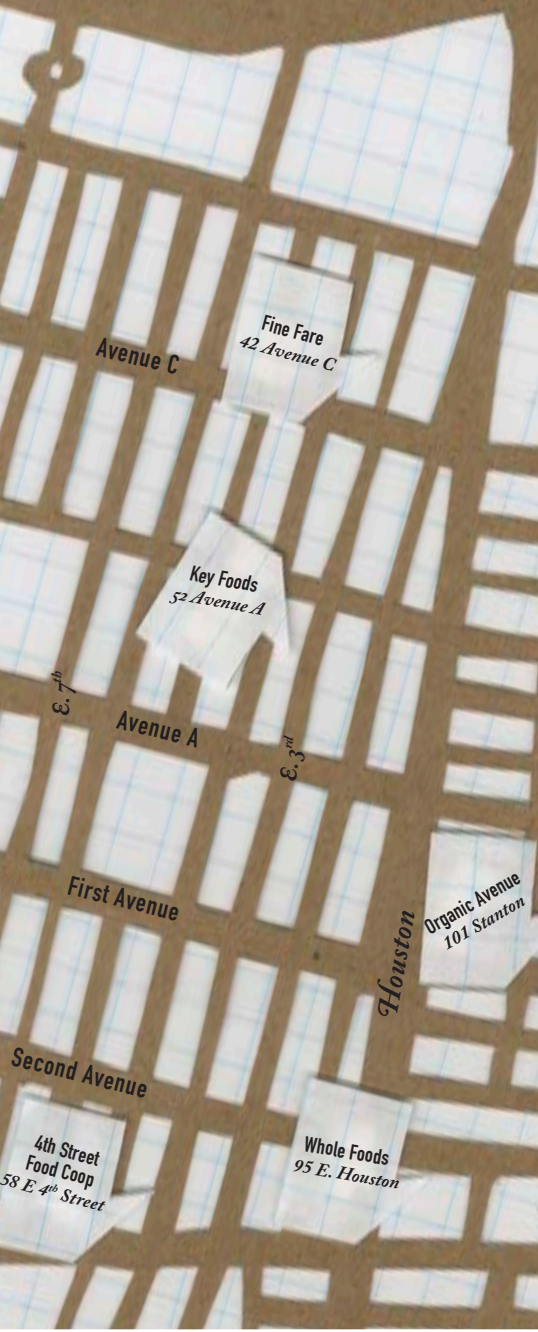 Fine Fare
42 Avenue C
Avenue C
Key Foods
52 Avenue A
E. 7th
Avenue A
E. 3rd
First Avenue
Organic Avenue
101 Stanton
Houston
Second Avenue
4th Street
Food Coop
58 E 4th Street
Whole Foods
95 E. Houston